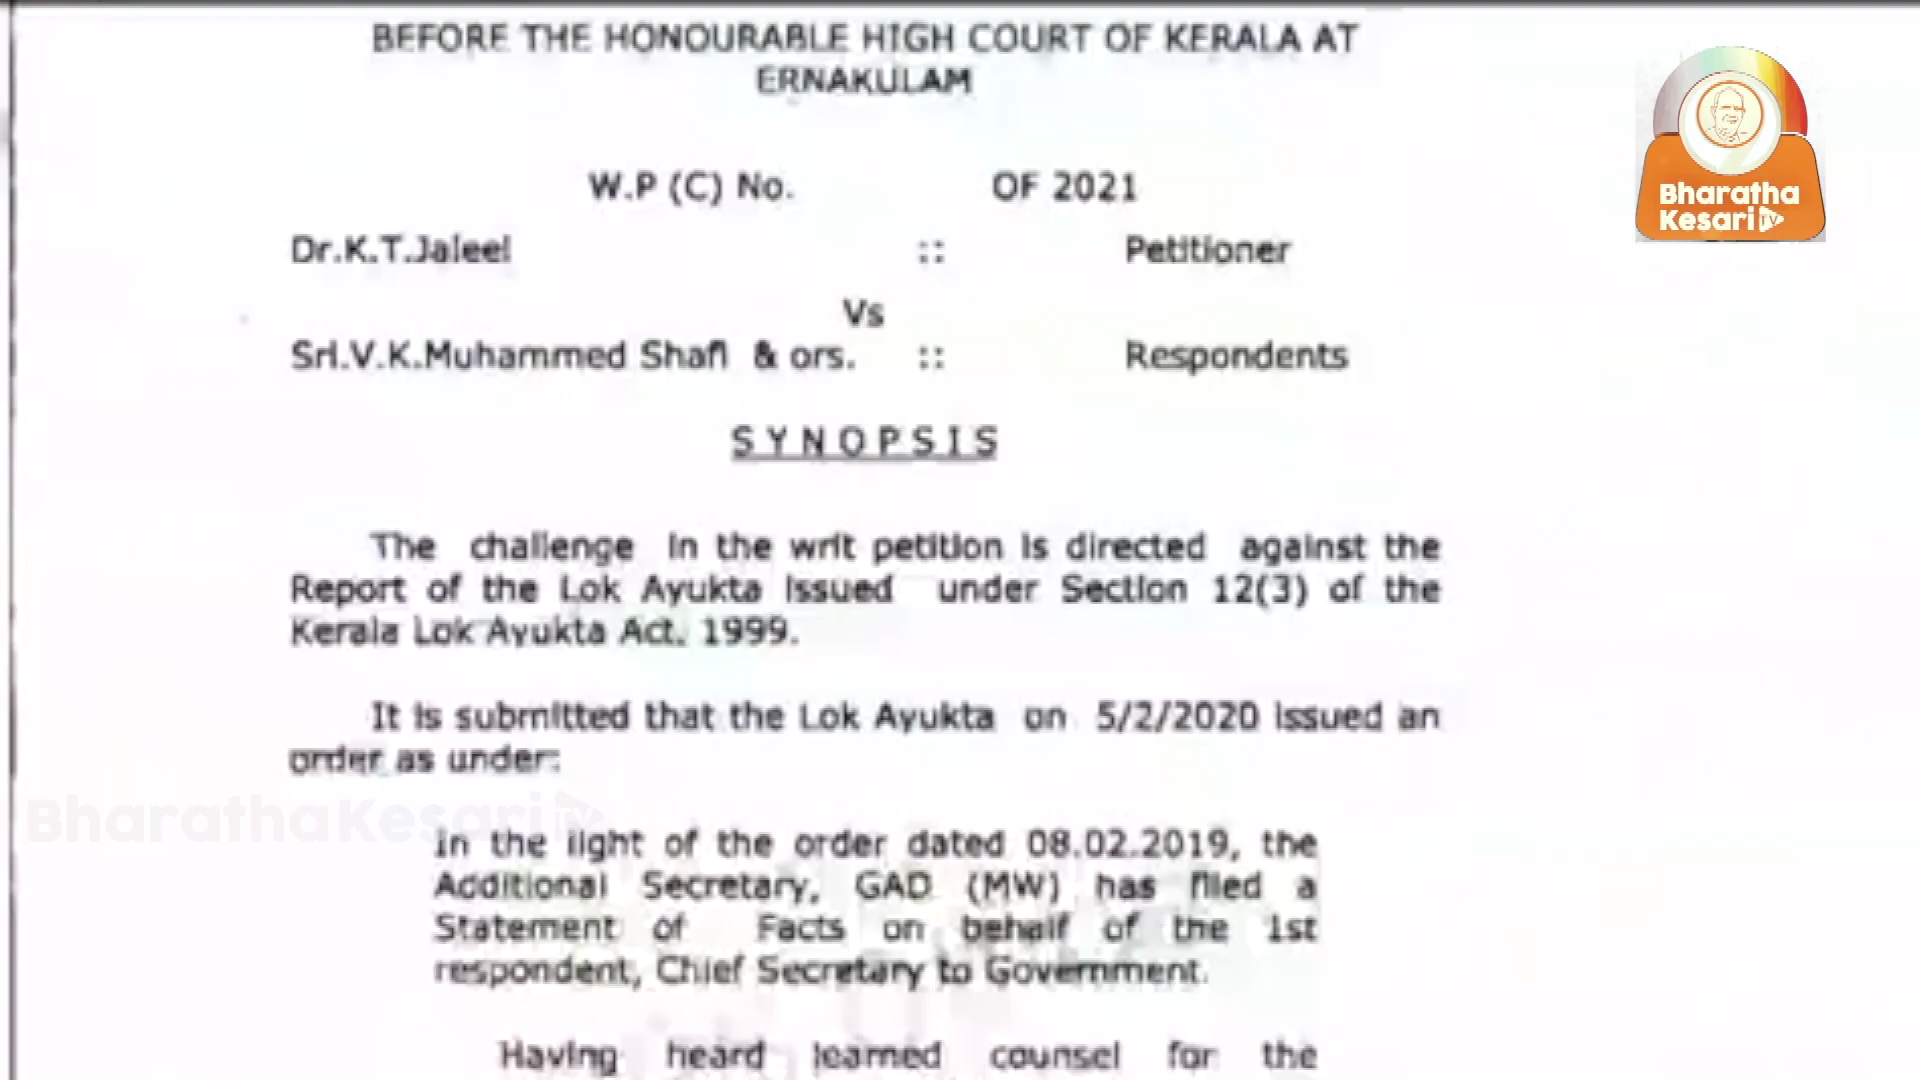 BEFORE THE HONOURABLE HIGH COURT OF KERALA AT
ERNAKULAM
W.P (C) No. OF 2021
Dr.K.T.Jaleel :: Petitioner
Vs
Sri.V.K.Muhammed Shafi & ors. :: Respondents
SYNOPSIS
The challenge in the writ petition is directed against the
Report of the Lok Ayukta issued under Section 12(3) of the
Kerala Lok Ayukta Act, 1999.
It is submitted that the Lok Ayukta on 5/2/2020 issued an
order as under:
In the light of the order dated 08.02.2019, the
Additional Secretary, GAD (MW) has filed a
Statement of Facts on behalf of the 1st
respondent, Chief Secretary to Government.
Having heard learned counsel for the
Bharatha
Kesari TV
BharathaKesari TV